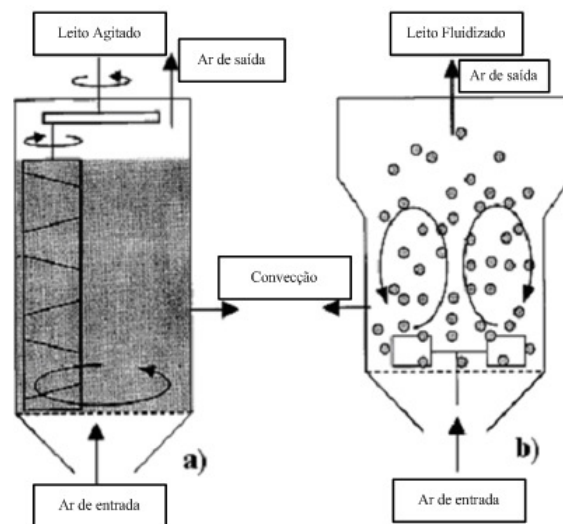 Leito Agitado
Ar de saída
Leito Fluidizado
Ar de saída
Convecção
a)
b)
Ar de entrada
Ar de entrada